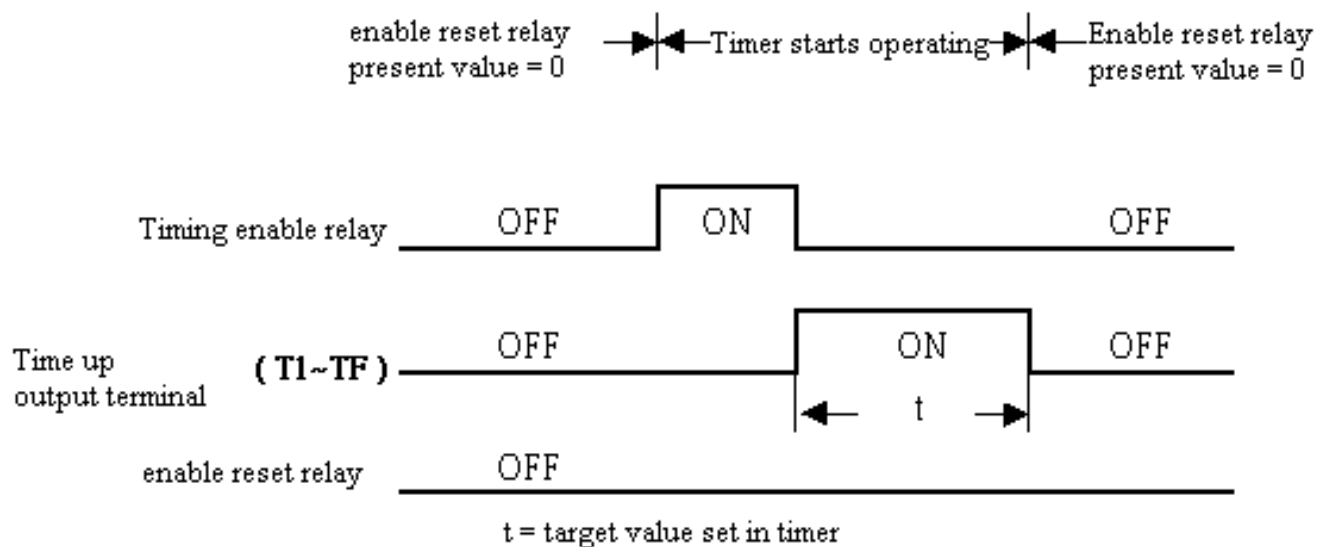 enable reset relay
present value = 0
Timer starts operating
Enable reset relay
present value = 0
Timing enable relay
OFF
ON
OFF
Time up
output terminal
( T1~TF )
OFF
ON
OFF
t
enable reset relay
OFF
t = target value set in timer